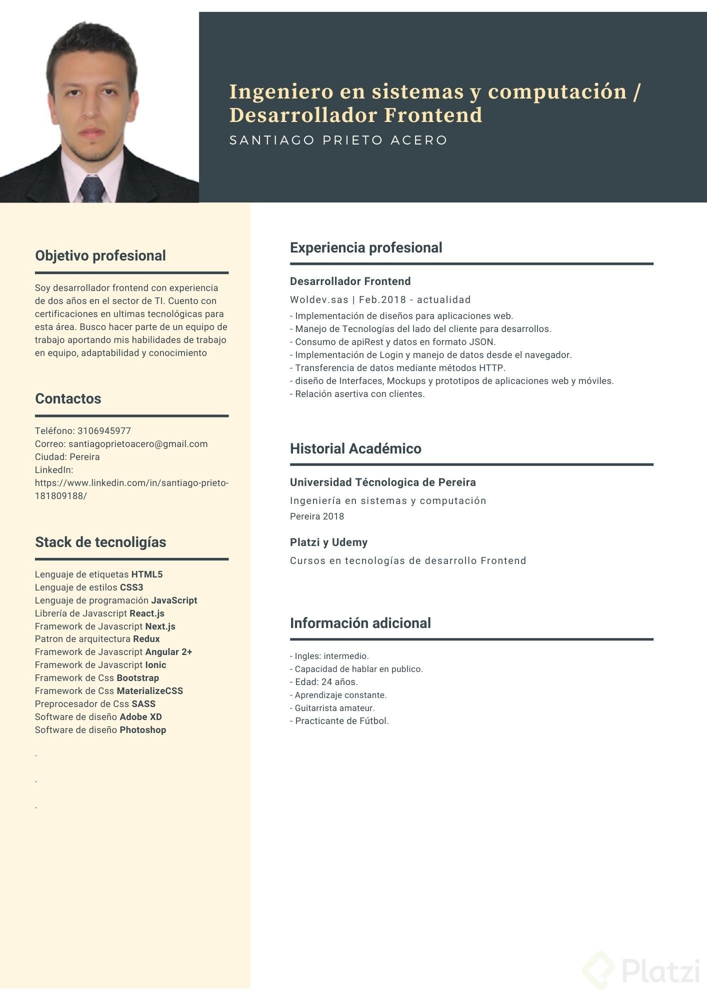 Ingeniero en sistemas y computación /
Desarrollador Frontend
SANTIAGO PRIETO ACERO
Objetivo profesional
Soy desarrollador frontend con experiencia
de dos años en el sector de TI. Cuento con
certificaciones en ultimas tecnológicas para
esta área. Busco hacer parte de un equipo de
trabajo aportando mis habilidades de trabajo
en equipo, adaptabilidad y conocimiento
Contactos
Teléfono: 3106945977
Correo: santiagoprietoacero@gmail.com
Ciudad: Pereira
LinkedIn:
https://www.linkedin.com/in/santiago-prieto-
181809188/
Stack de tecnoligías
Lenguaje de etiquetas HTML5
Lenguaje de estilos CSS3
Lenguaje de programación JavaScript
Librería de Javascript React.js
Framework de Javascript Next.js
Patron de arquitectura Redux
Framework de Javascript Angular 2+
Framework de Javascript Ionic
Framework de Css Bootstrap
Framework de Css MaterializeCSS
Preprocesador de Css SASS
Software de diseño Adobe XD
Software de diseño Photoshop
.
.
.
Experiencia profesional
Desarrollador Frontend
Woldev.sas | Feb.2018 - actualidad
- Implementación de diseños para aplicaciones web.
- Manejo de Tecnologías del lado del cliente para desarrollos.
- Consumo de apiRest y datos en formato JSON.
- Implementación de Login y manejo de datos desde el navegador.
- Transferencia de datos mediante métodos HTTP.
- diseño de Interfaces, Mockups y prototipos de aplicaciones web y móviles.
- Relación asertiva con clientes.
Historial Académico
Universidad Técnologica de Pereira
Ingeniería en sistemas y computación
Pereira 2018
Platzi y Udemy
Cursos en tecnologías de desarrollo Frontend
Información adicional
- Ingles: intermedio.
- Capacidad de hablar en publico.
- Edad: 24 años.
- Aprendizaje constante.
- Guitarrista amateur.
- Practicante de Fútbol.
Platzi